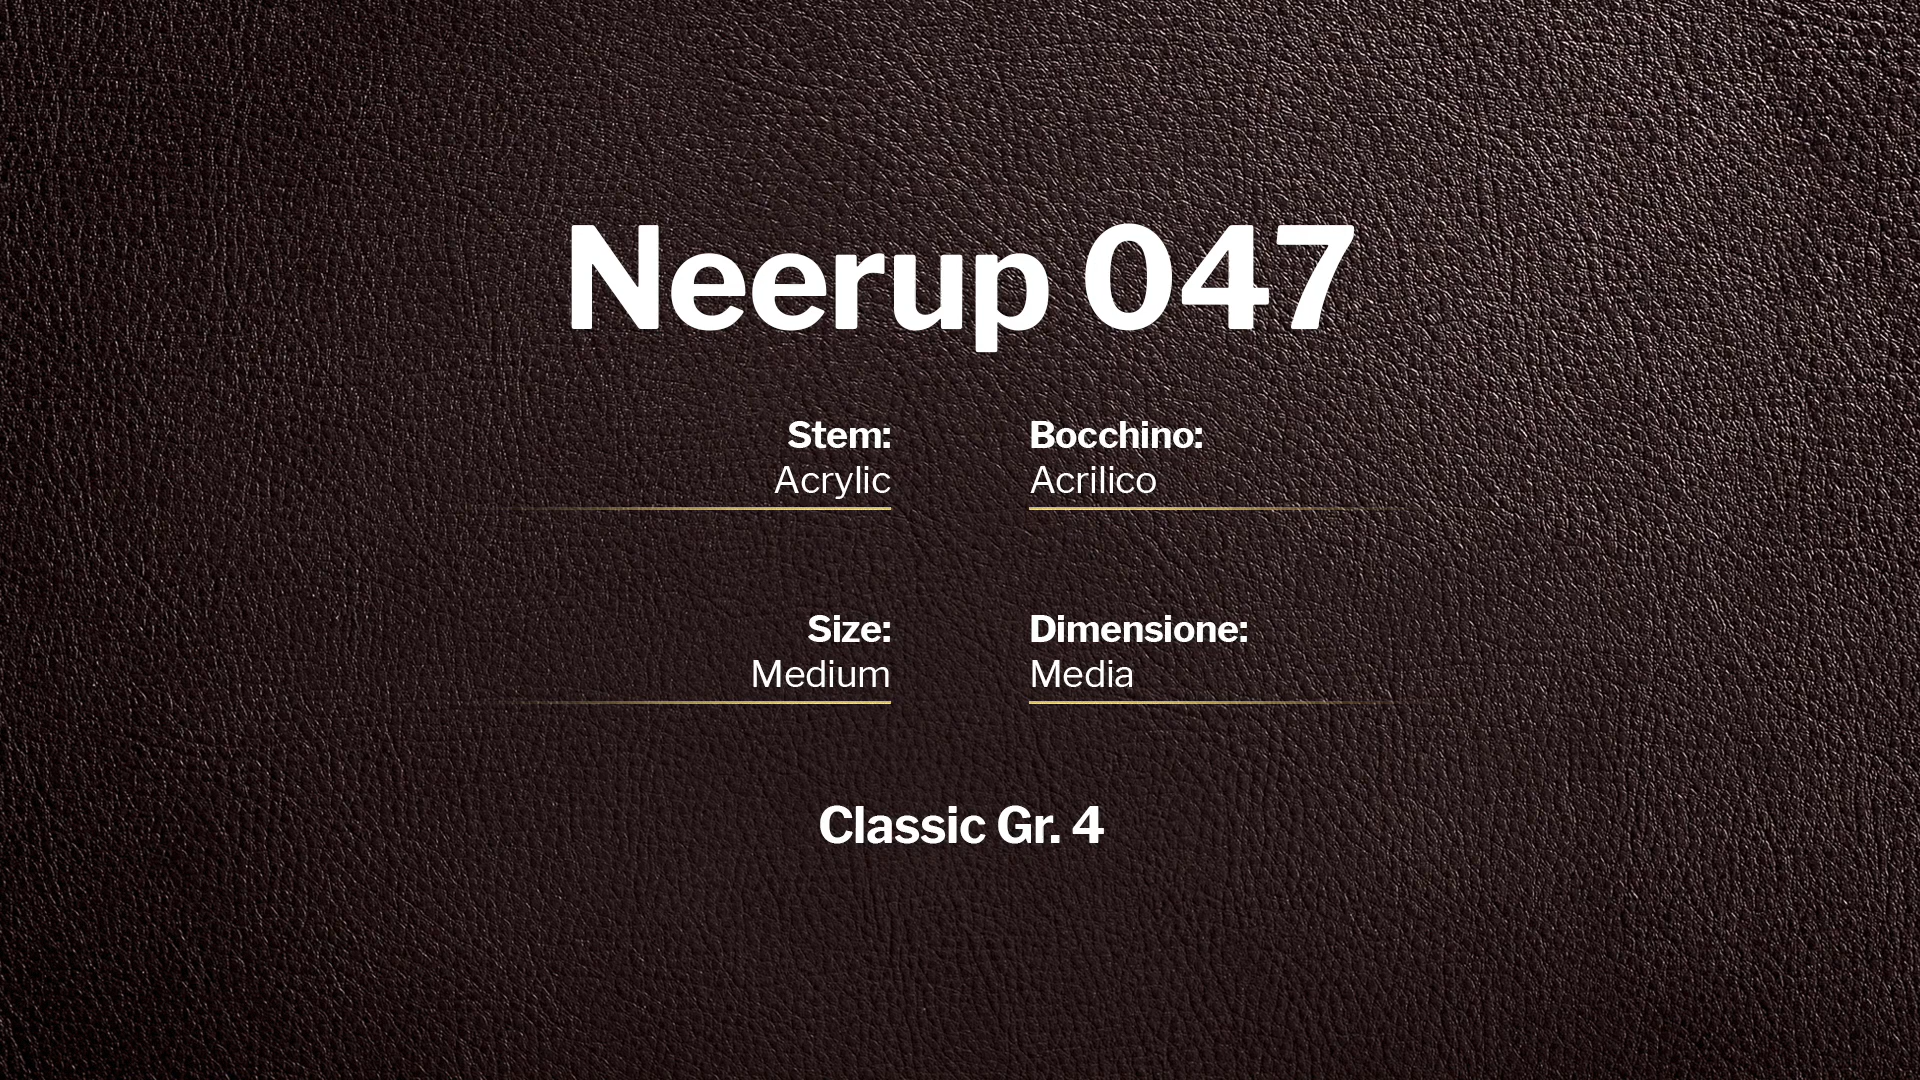 Neerup 047
Stem:
Acrylic
Bocchino:
Acrilico
Size:
Medium
Dimensione:
Media
Classic Gr. 4